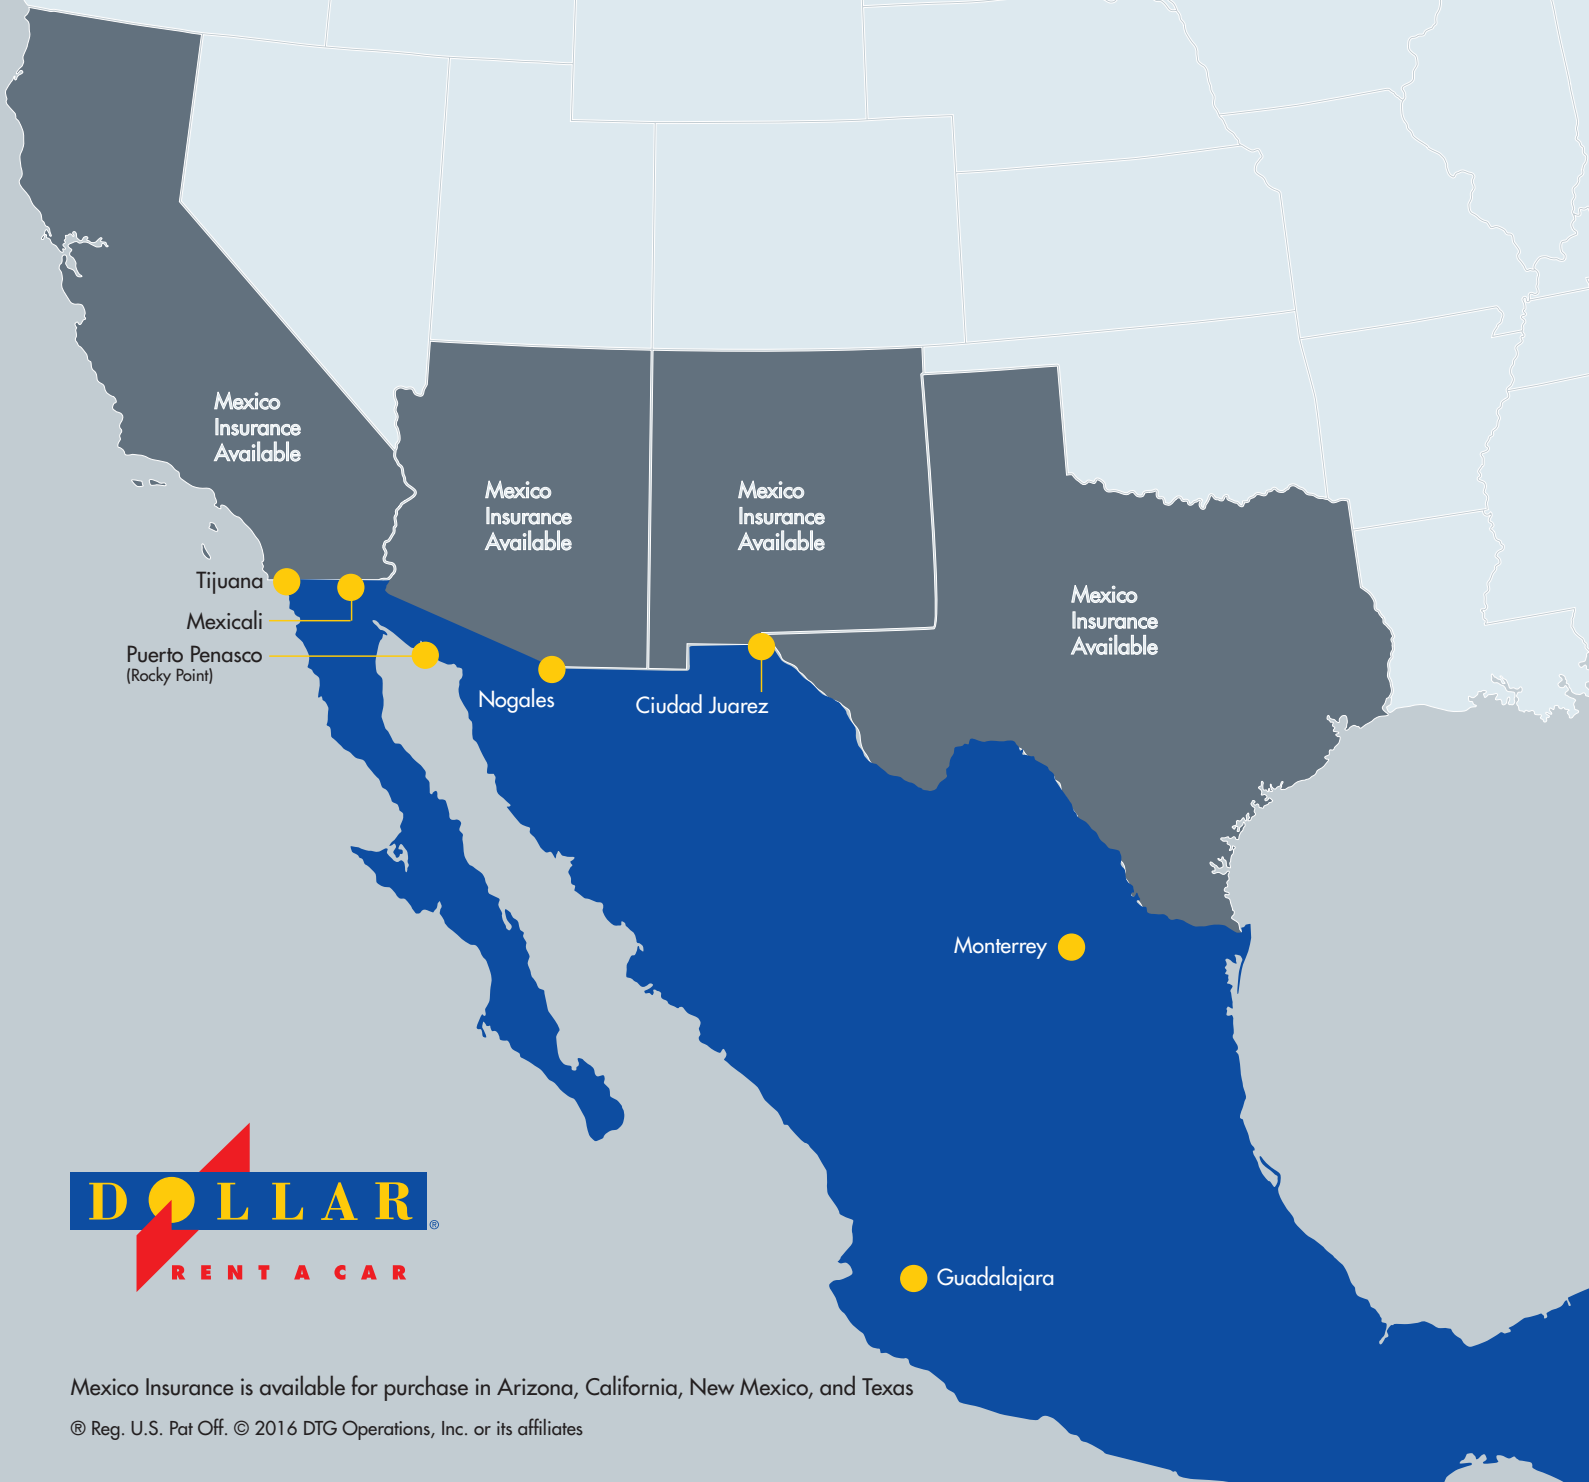 Mexico
Insurance
Available
Mexico
Insurance
Available
Mexico
Insurance
Available
Mexico
Insurance
Available
Tijuana
Mexicali
Puerto Penasco
(Rocky Point)
Nogales
Ciudad Juarez
Monterrey
Guadalajara
DOLLAR®
RENT A CAR
Mexico Insurance is available for purchase in Arizona, California, New Mexico, and Texas
® Reg. U.S. Pat Off. © 2016 DTG Operations, Inc. or its affiliates